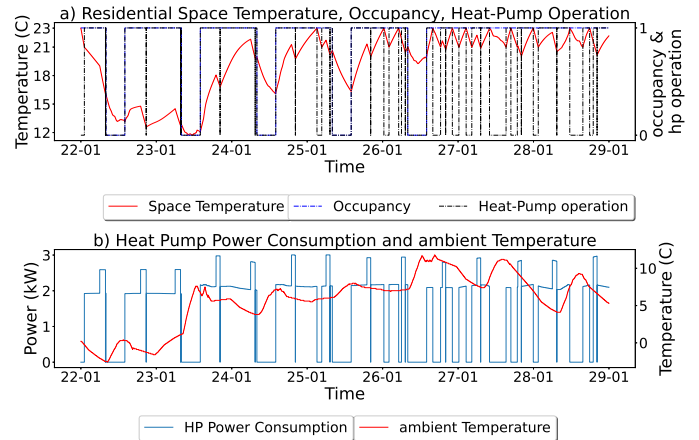 a) Residential Space Temperature, Occupancy, Heat-Pump Operation
Temperature (C)
23
21
18
15
12
1
0
occupancy &
hp operation
22-01 23-01 24-01 25-01 26-01 27-01 28-01 29-01
Time
Space Temperature Occupancy Heat-Pump operation
b) Heat Pump Power Consumption and ambient Temperature
Power (kW)
3
2
1
0
10
5
0
Temperature (C)
22-01 23-01 24-01 25-01 26-01 27-01 28-01 29-01
Time
HP Power Consumption ambient Temperature